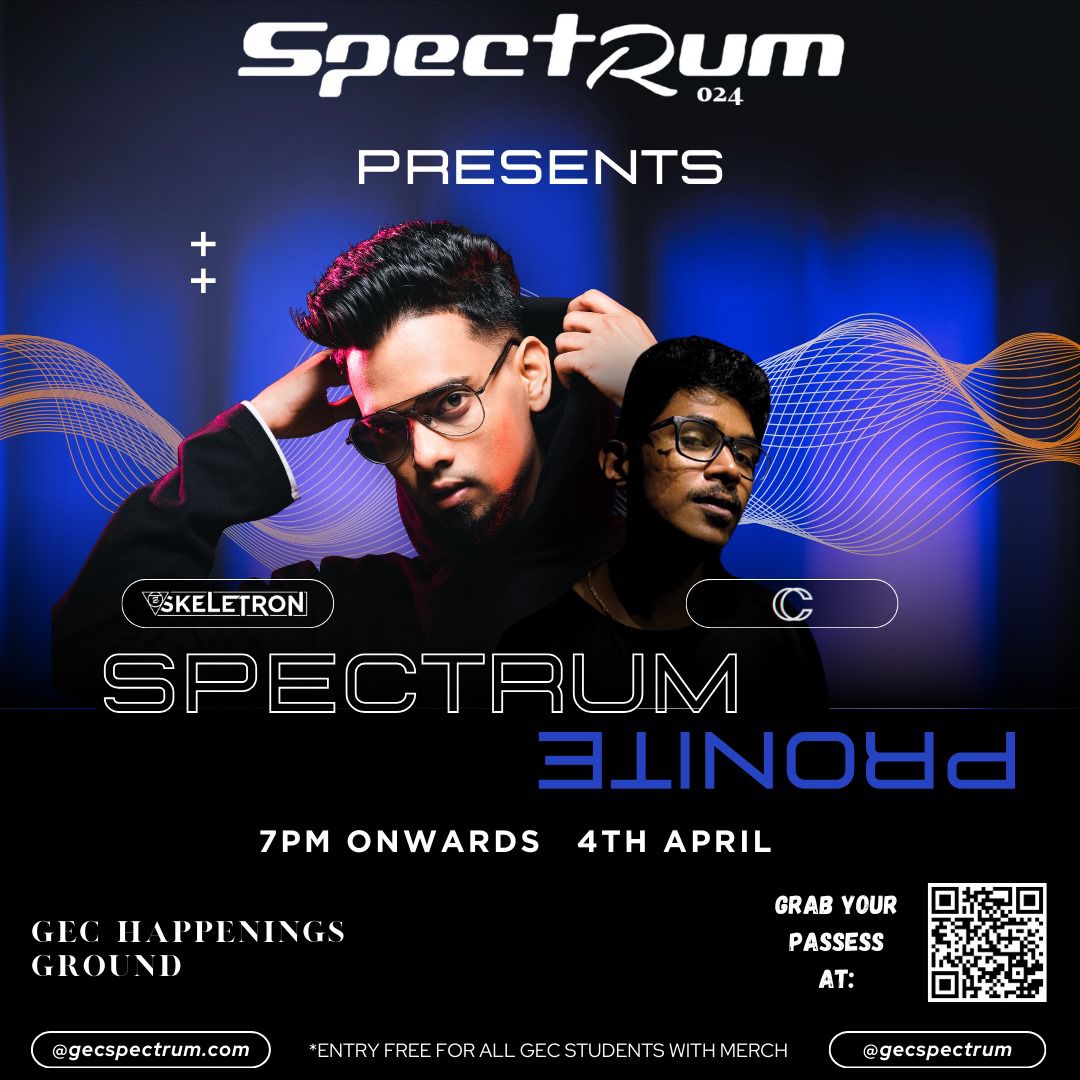 SpectRum
024
PRESENTS
SKELETRON
CC
SPECTRUM
PRONITE
7PM ONWARDS 4TH APRIL
GEC HAPPENINGS
GROUND
GRAB YOUR
PASSESS
AT:
@gecspectrum.com
*ENTRY FREE FOR ALL GEC STUDENTS WITH MERCH
@gecspectrum